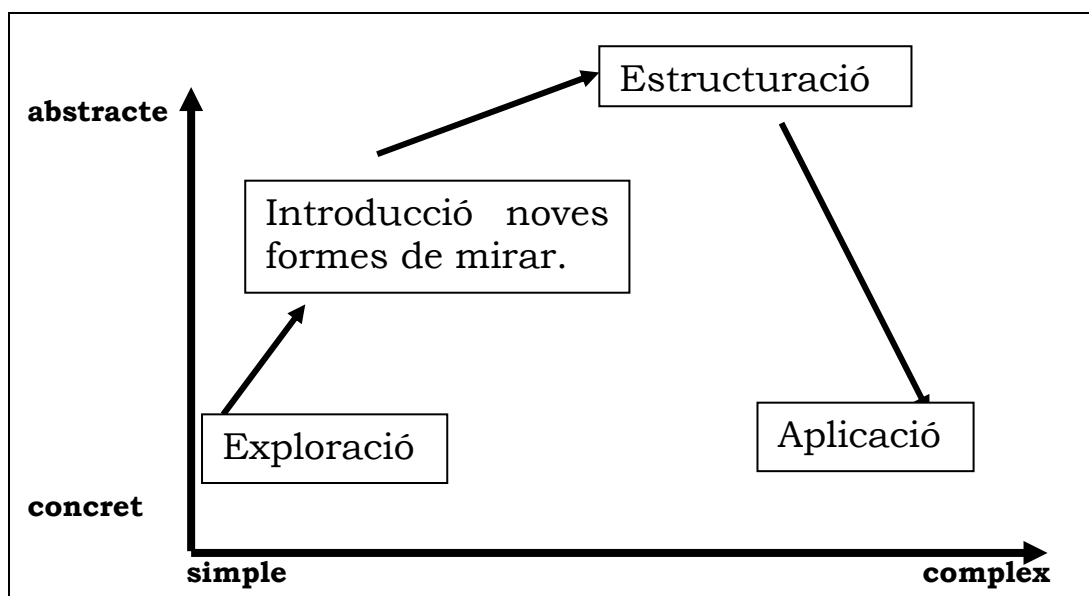 Estructuració
abstracte
Introducció noves
formes de mirar.
Exploració
Aplicació
concret
simple
complex